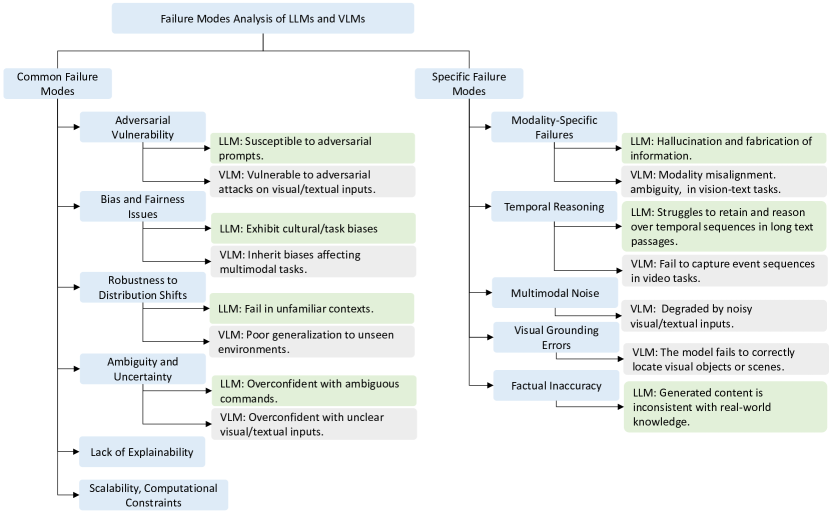 Failure Modes Analysis of LLMs and VLMs
Common Failure
Modes
Adversarial
Vulnerability
LLM: Susceptible to adversarial
prompts.
VLM: Vulnerable to adversarial
attacks on visual/textual inputs.
Bias and Fairness
Issues
LLM: Exhibit cultural/task biases
VLM: Inherit biases affecting
multimodal tasks.
Robustness to
Distribution Shifts
LLM: Fail in unfamiliar contexts.
VLM: Poor generalization to unseen
environments.
Ambiguity and
Uncertainty
LLM: Overconfident with ambiguous
commands.
VLM: Overconfident with unclear
visual/textual inputs.
Lack of Explainability
Scalability, Computational
Constraints
Specific Failure
Modes
Modality-Specific
Failures
LLM: Hallucination and fabrication of
information.
VLM: Modality misalignment.
ambiguity, in vision-text tasks.
Temporal Reasoning
LLM: Struggles to retain and reason
over temporal sequences in long text
passages.
VLM: Fail to capture event sequences
in video tasks.
Multimodal Noise
VLM: Degraded by noisy
visual/textual inputs.
Visual Grounding
Errors
VLM: The model fails to correctly
locate visual objects or scenes.
Factual Inaccuracy
LLM: Generated content is
inconsistent with real-world
knowledge.